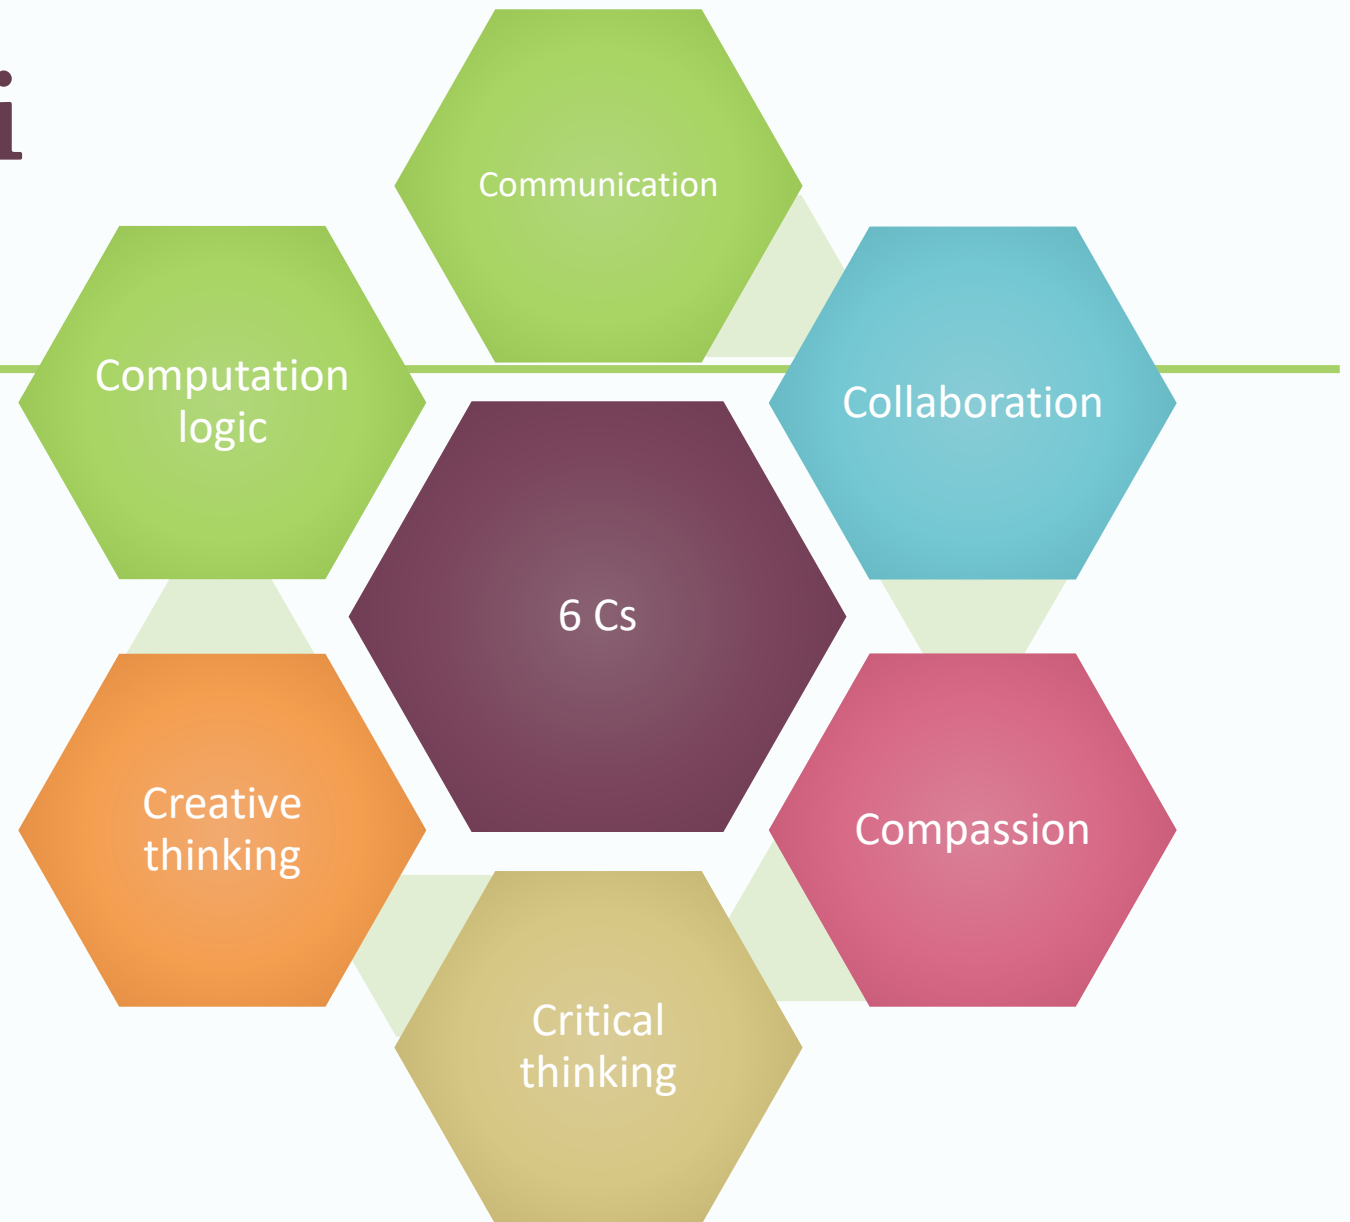 i
Communication
Computation
logic
Collaboration
6 Cs
Creative
thinking
Compassion
Critical
thinking